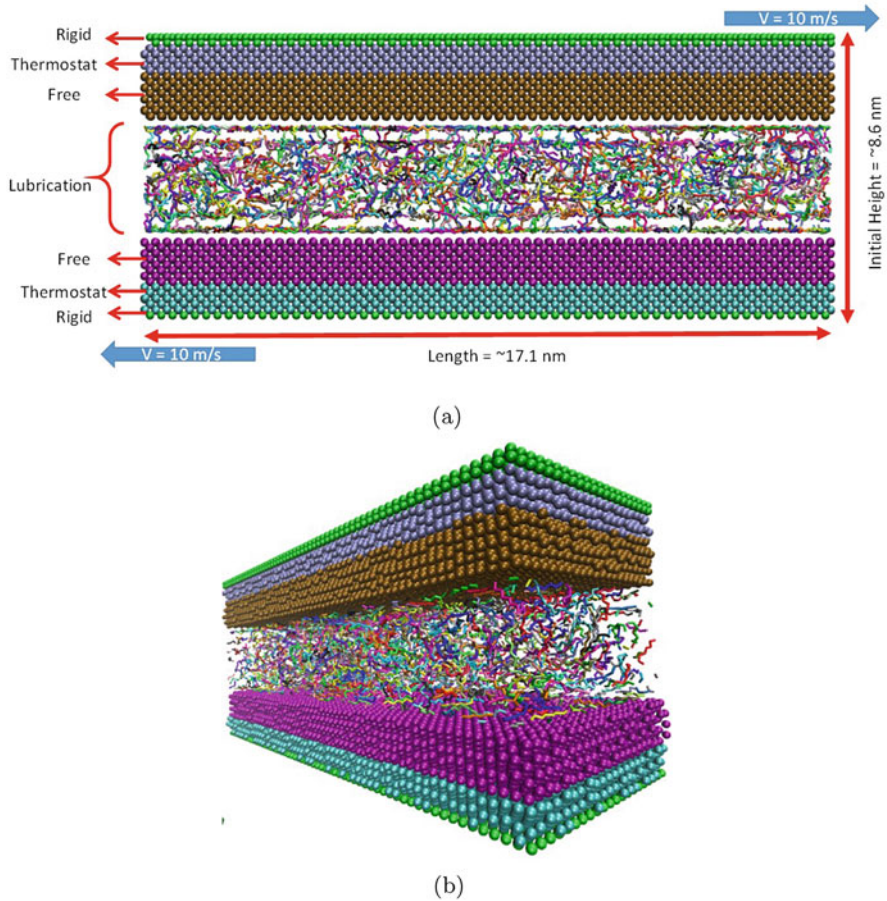 V = 10 m/s
Rigid
Thermostat
Free
Lubrication
Free
Thermostat
Rigid
Initial Height = ~8.6 nm
Length = ~17.1 nm
V = 10 m/s
(a)
(b)